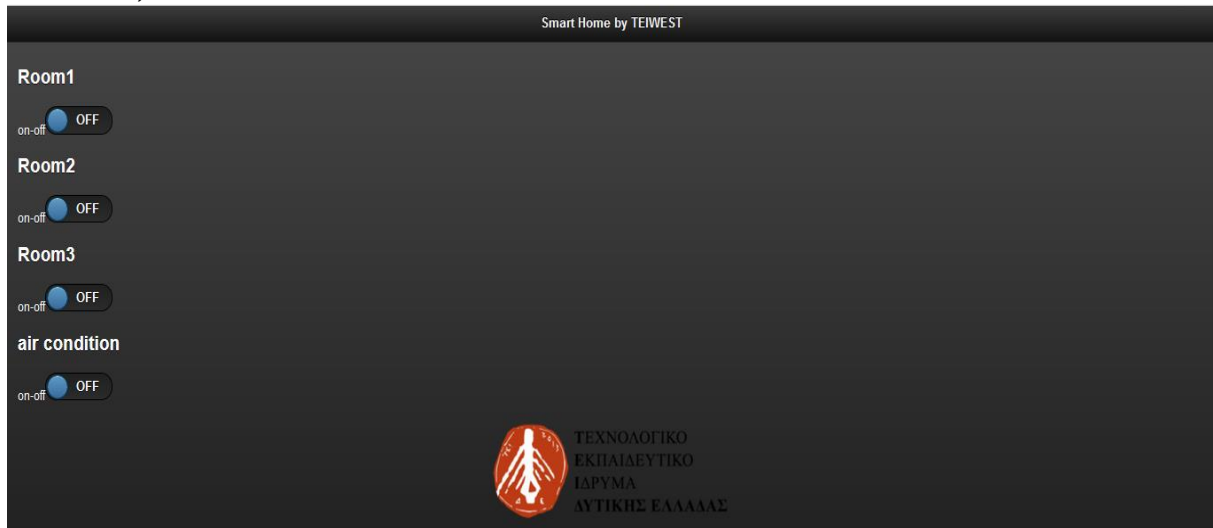 Smart Home by TEIWEST
Room1
on-off OFF
Room2
on-off OFF
Room3
on-off OFF
air condition
on-off OFF
ΤΕΧΝΟΛΟΓΙΚΟ
ΕΚΠΑΙΔΕΥΤΙΚΟ
ΙΔΡΥΜΑ
ΔΥΤΙΚΗΣ ΕΛΛΑΔΑΣ